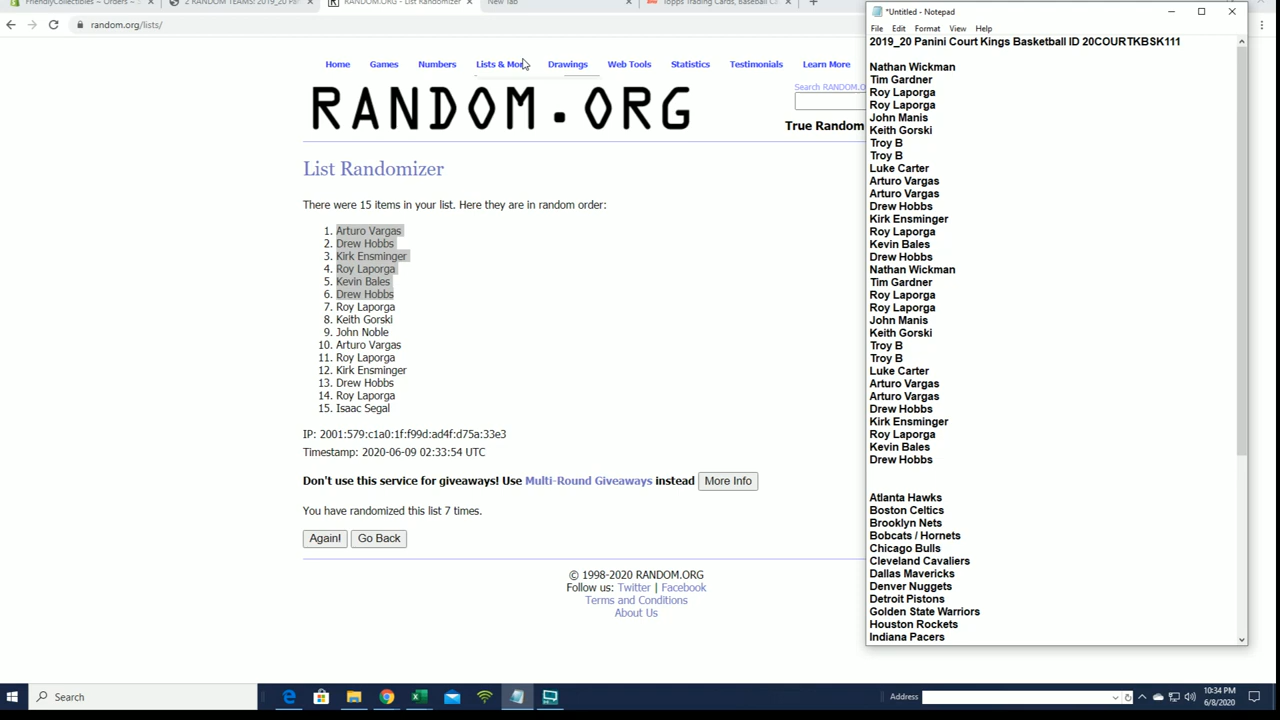 FriendlyCollectibles ~ Orders ~ S
2 RANDOM TEAMS: 2019_20 Pan
RANDOM.ORG - List Randomizer
New Tab
Topps Trading Cards, Baseball C
random.org/lists/
Home Games Numbers Lists & More Drawings Web Tools Statistics Testimonials Learn More
Search RANDOM.O
RANDOM.ORG
True Random
List Randomizer
There were 15 items in your list. Here they are in random order:
1. Arturo Vargas
2. Drew Hobbs
3. Kirk Ensminger
4. Roy Laporga
5. Kevin Bales
6. Drew Hobbs
7. Roy Laporga
8. Keith Gorski
9. John Noble
10. Arturo Vargas
11. Roy Laporga
12. Kirk Ensminger
13. Drew Hobbs
14. Roy Laporga
15. Isaac Segal
IP: 2001:579:c1a0:1f:f99d:ad4f:d75a:33e3
Timestamp: 2020-06-09 02:33:54 UTC
Don't use this service for giveaways! Use Multi-Round Giveaways instead More Info
You have randomized this list 7 times.
Again! Go Back
© 1998-2020 RANDOM.ORG
Follow us: Twitter | Facebook
Terms and Conditions
About Us
*Untitled - Notepad
File Edit Format View Help
2019_20 Panini Court Kings Basketball ID 20COURTKBSK111
Nathan Wickman
Tim Gardner
Roy Laporga
Roy Laporga
John Manis
Keith Gorski
Troy B
Troy B
Luke Carter
Arturo Vargas
Arturo Vargas
Drew Hobbs
Kirk Ensminger
Roy Laporga
Kevin Bales
Drew Hobbs
Nathan Wickman
Tim Gardner
Roy Laporga
Roy Laporga
John Manis
Keith Gorski
Troy B
Troy B
Luke Carter
Arturo Vargas
Arturo Vargas
Drew Hobbs
Kirk Ensminger
Roy Laporga
Kevin Bales
Drew Hobbs
Atlanta Hawks
Boston Celtics
Brooklyn Nets
Bobcats / Hornets
Chicago Bulls
Cleveland Cavaliers
Dallas Mavericks
Denver Nuggets
Detroit Pistons
Golden State Warriors
Houston Rockets
Indiana Pacers
Search
Address
10:34 PM
6/8/2020